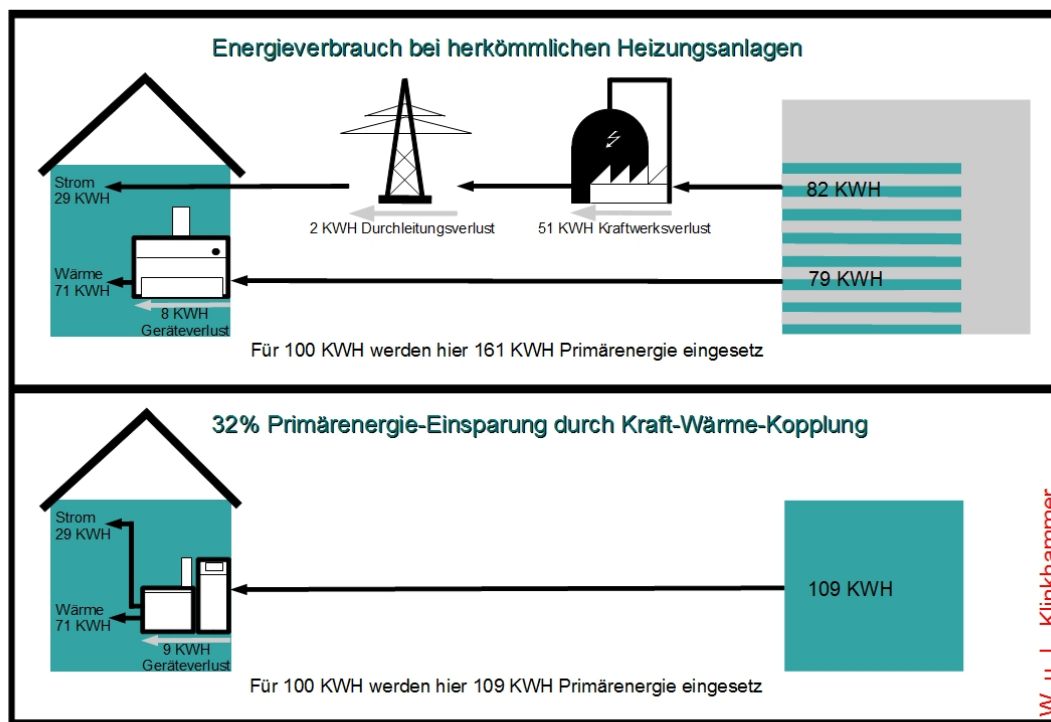 Energieverbrauch bei herkömmlichen Heizungsanlagen
Strom
29 KWH
2 KWH Durchleitungsverlust
51 KWH Kraftwerksverlust
82 KWH
Wärme
71 KWH
8 KWH
Geräteverlust
79 KWH
Für 100 KWH werden hier 161 KWH Primärenergie eingesetz
32% Primärenergie-Einsparung durch Kraft-Wärme-Kopplung
Strom
29 KWH
Wärme
71 KWH
9 KWH
Geräteverlust
109 KWH
Für 100 KWH werden hier 109 KWH Primärenergie eingesetz
W. u. I. Klinkhammer